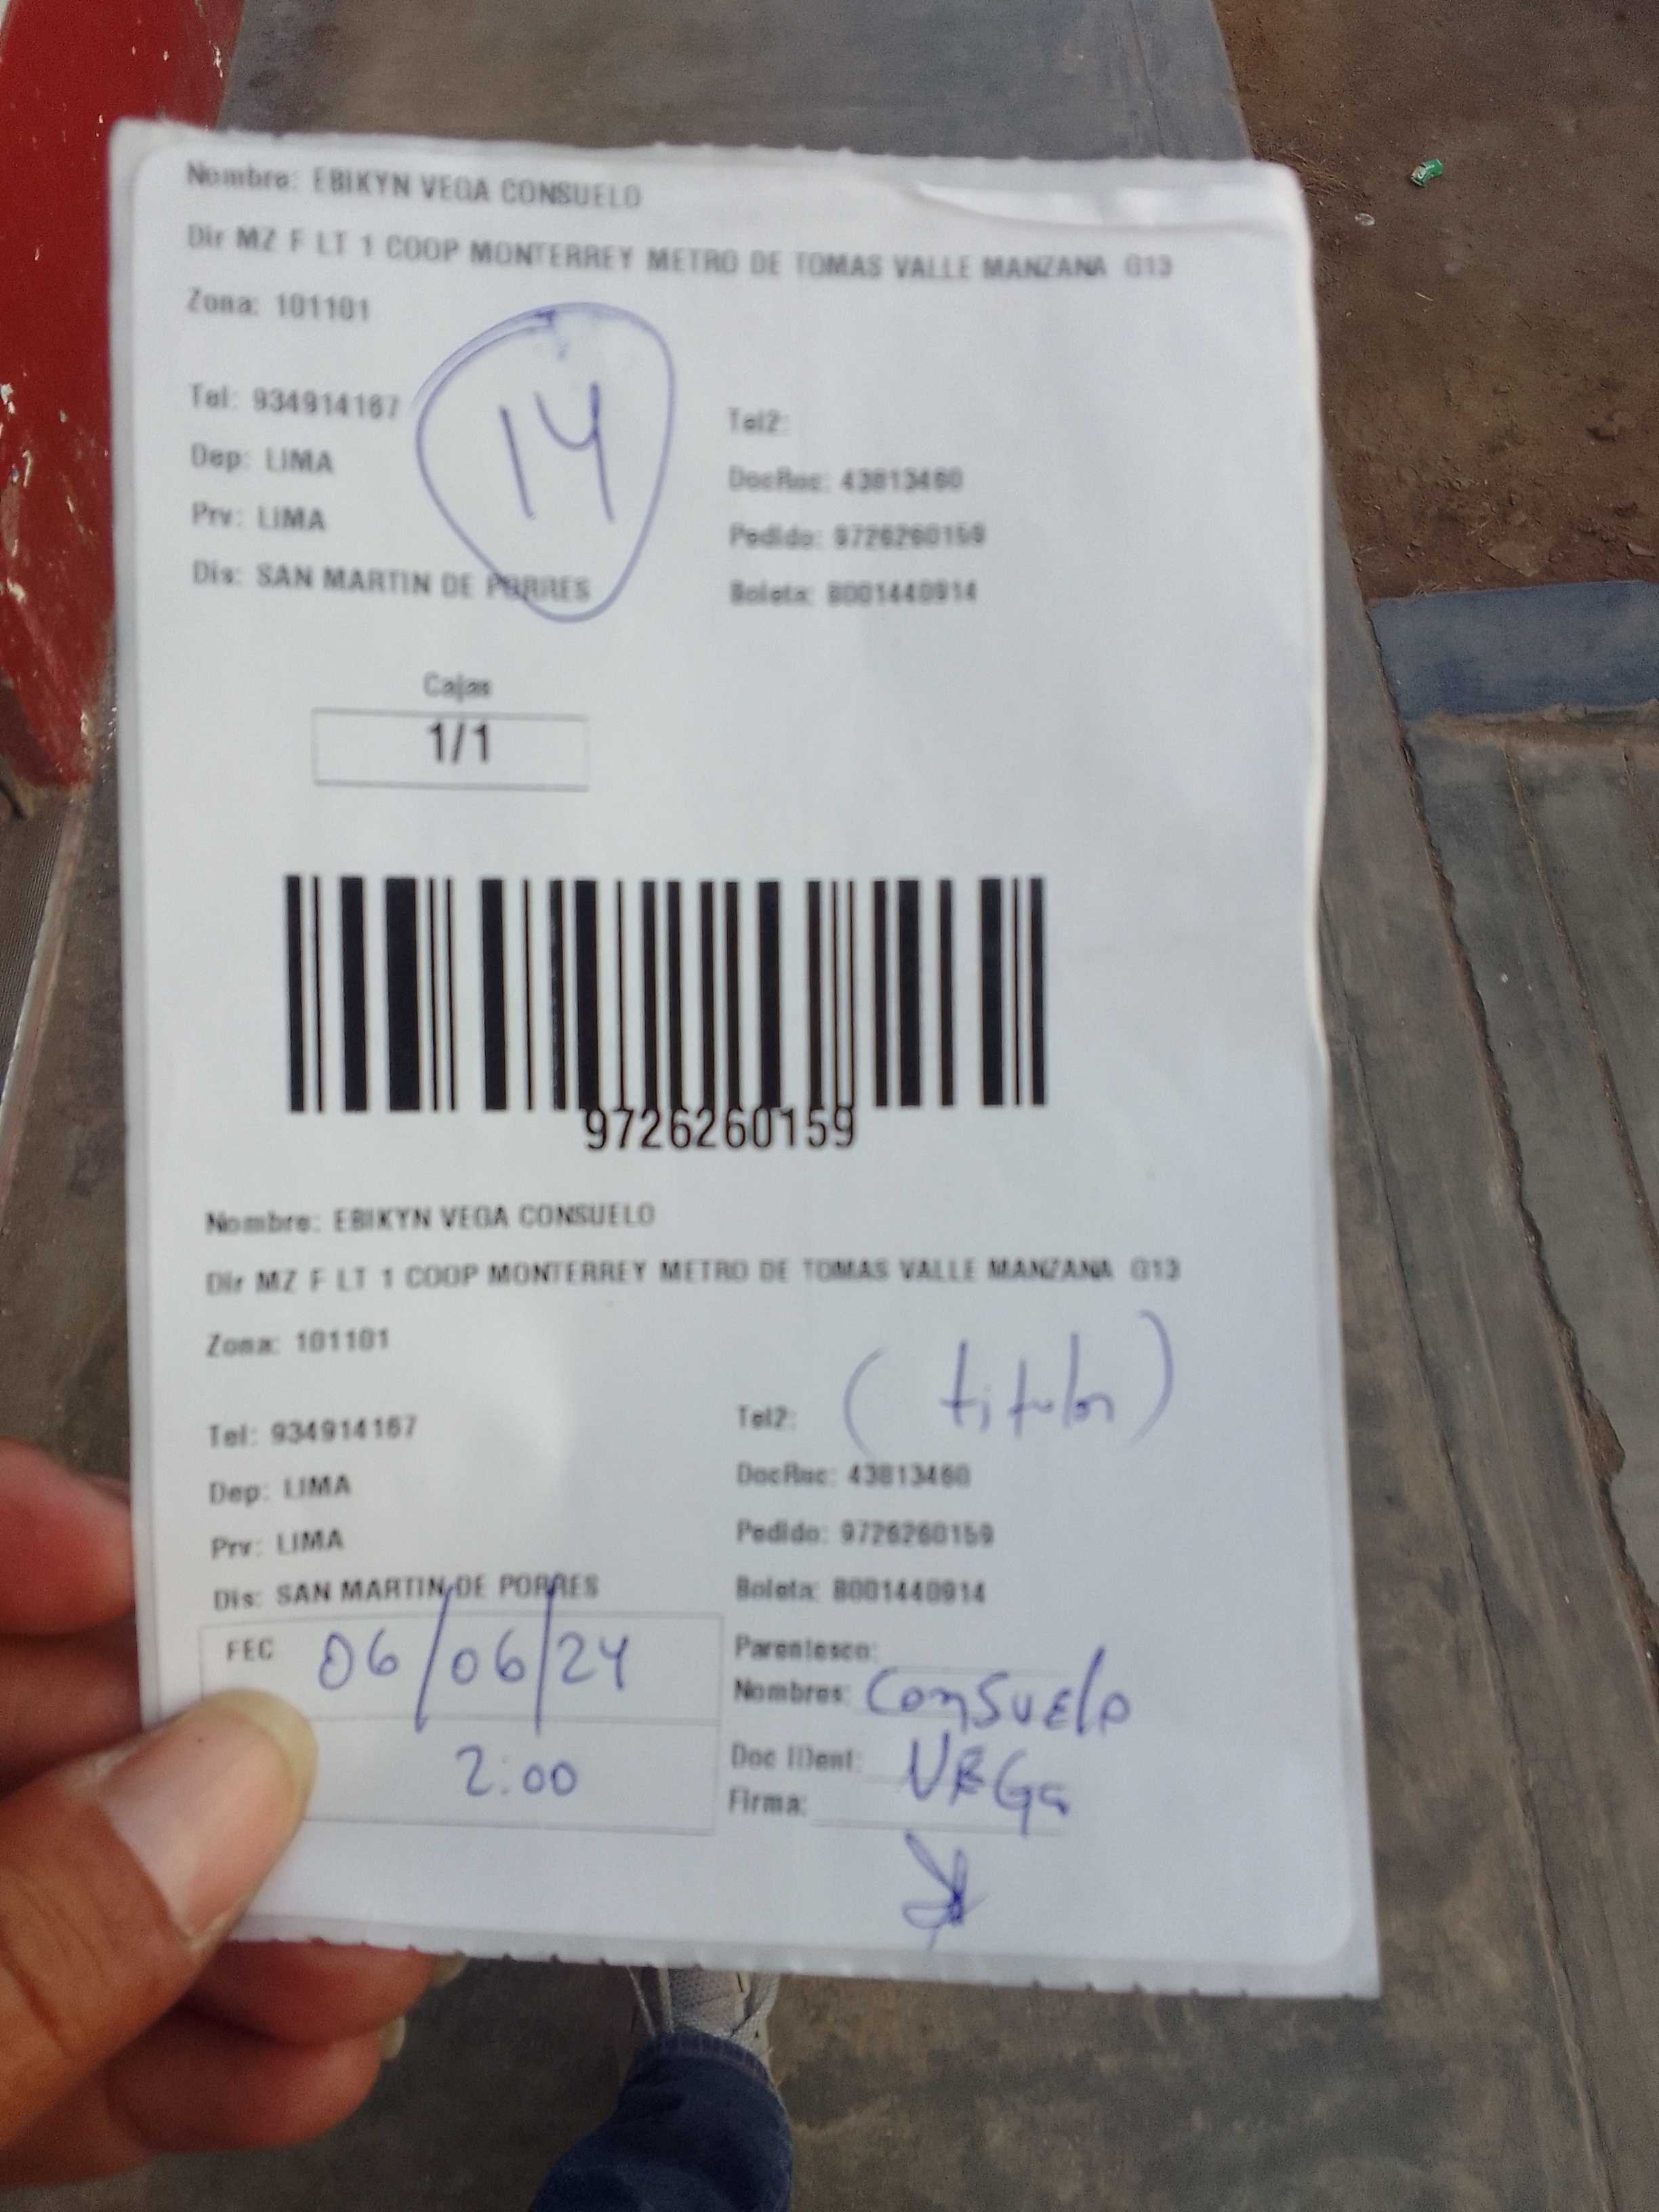 Nombre: EBIKYN VEGA CONSUELO
Dir MZ F LT 1 COOP MONTERREY METRO DE TOMAS VALLE MANZANA G13
Zona: 101101
14
Tel: 934914167
Tel2:
Dep: LIMA
DocRuc: 43813460
Prv: LIMA
Pedido: 9726260159
Dis: SAN MARTIN DE PORRES
Boleta: B001440914
Cajas
1/1
9726260159
Nombre: EBIKYN VEGA CONSUELO
Dir MZ F LT 1 COOP MONTERREY METRO DE TOMAS VALLE MANZANA G13
Zona: 101101
(titular)
Tel: 934914167
Tel2:
Dep: LIMA
DocRuc: 43813460
Prv: LIMA
Pedido: 9726260159
Dis: SAN MARTIN DE PORRES
Boleta: B001440914
FEC 06/06/24
Parentesco:
Nombres: Consuelo
2:00
Doc IDent: VEGa
Firma: